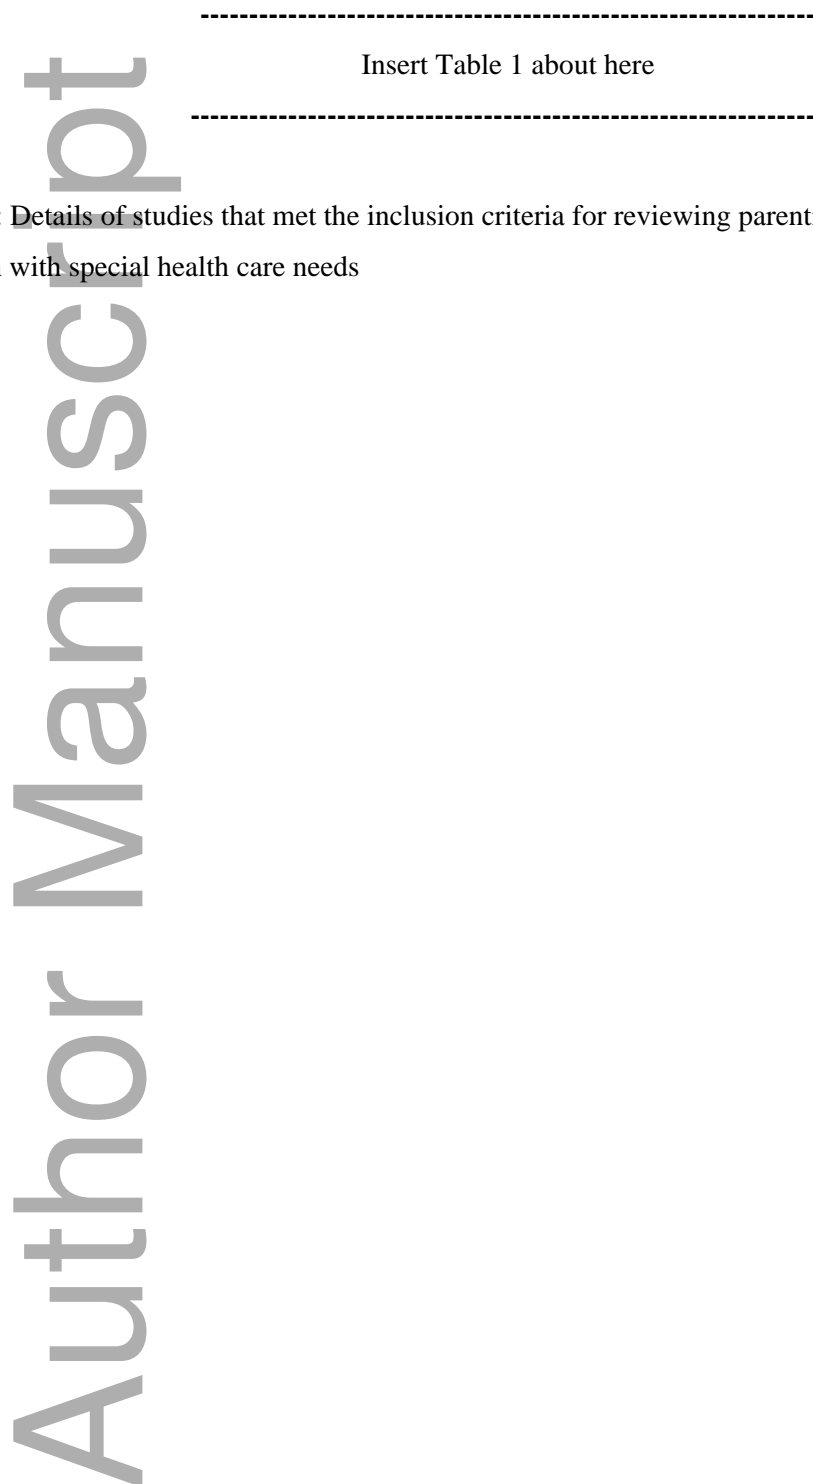 --------------------------------------------------------------------
Insert Table 1 about here
--------------------------------------------------------------------
: Details of studies that met the inclusion criteria for reviewing
with special health care needs
Author Manuscript